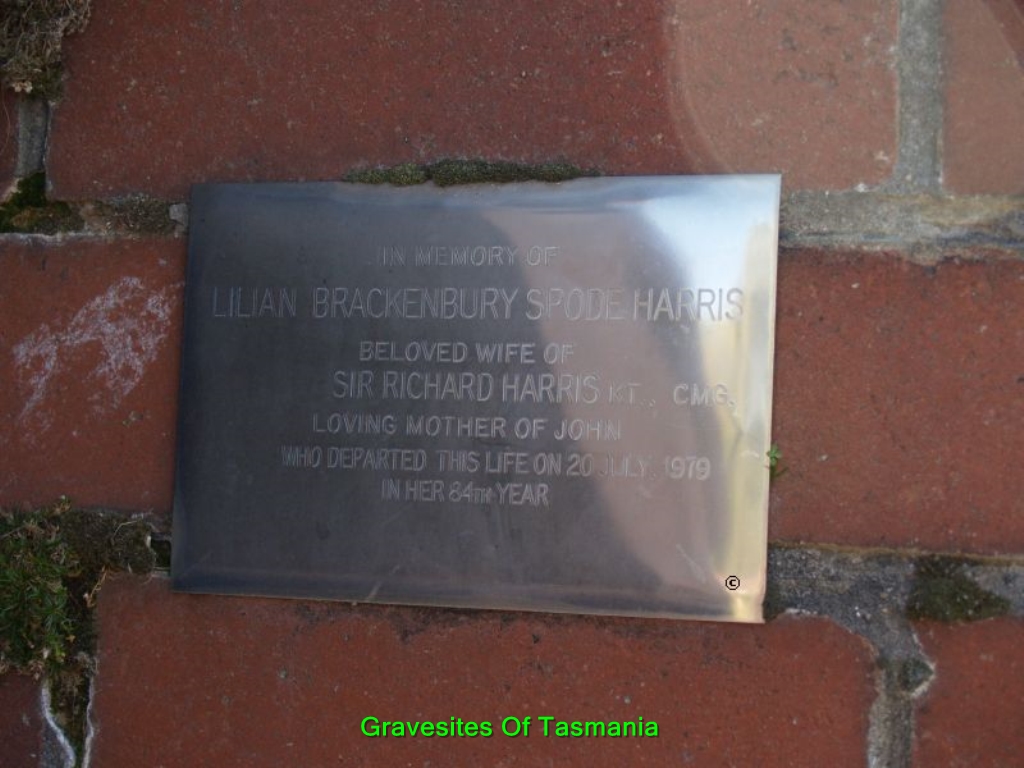 IN MEMORY OF
LILIAN BRACKENBURY SPODE HARRIS
BELOVED WIFE OF
SIR RICHARD HARRIS KT., CMG,
LOVING MOTHER OF JOHN
WHO DEPARTED THIS LIFE ON 20 JULY, 1979
IN HER 84TH YEAR
©
Gravesites Of Tasmania